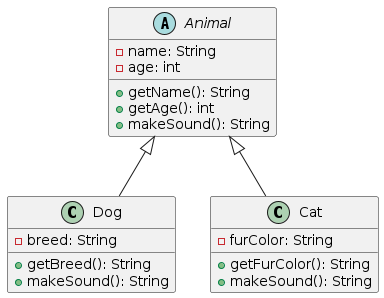 A Animal
name: String
age: int
getName(): String
getAge(): int
makeSound(): String
C Dog
breed: String
getBreed(): String
makeSound(): String
C Cat
furColor: String
getFurColor(): String
makeSound(): String